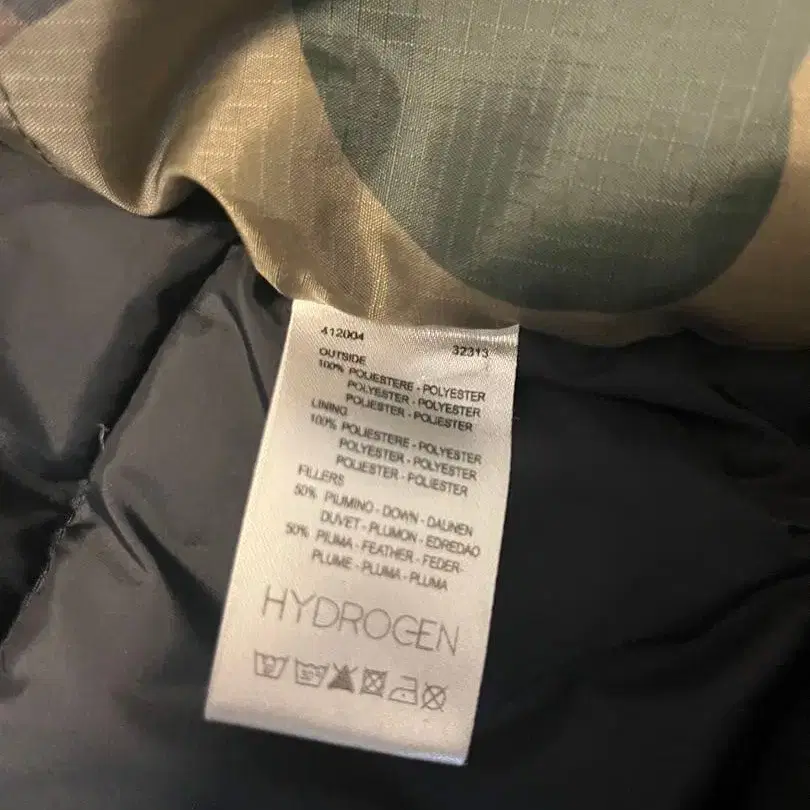 412004 32313
OUTSIDE
100% POLIESTERE - POLYESTER
POLYESTER - POLYESTER
POLIESTER - POLIESTER
LINING
100% POLIESTERE - POLYESTER
POLYESTER - POLYESTER
POLIESTER - POLIESTER
FILLERS
50% PIUMINO - DOWN - DAUNEN
DUVET - PLUMON - EDREDAO
50% PIUMA - FEATHER - FEDER-
PLUME - PLUMA - PLUMA
HYDROGEN
30°